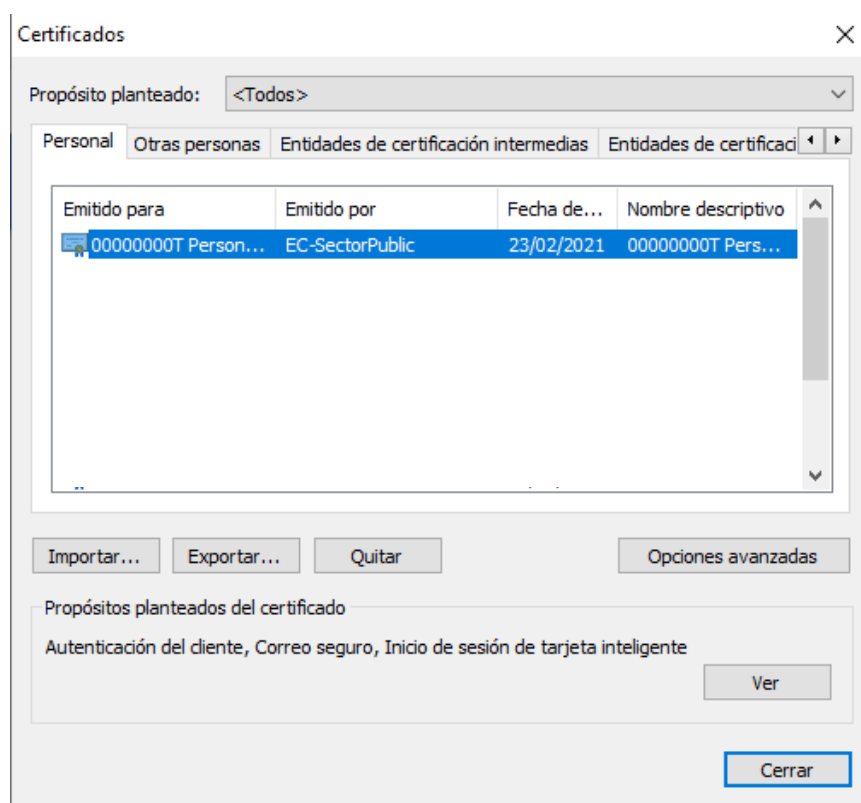 Certificados
Propósito planteado: <Todos>
Personal Otras personas Entidades de certificación intermedias Entidades de certificaci
Emitido para Emitido por Fecha de... Nombre descriptivo
00000000T Person... EC-SectorPublic 23/02/2021 00000000T Pers...
Importar... Exportar... Quitar Opciones avanzadas
Propósitos planteados del certificado
Autenticación del cliente, Correo seguro, Inicio de sesión de tarjeta inteligente
Ver
Cerrar